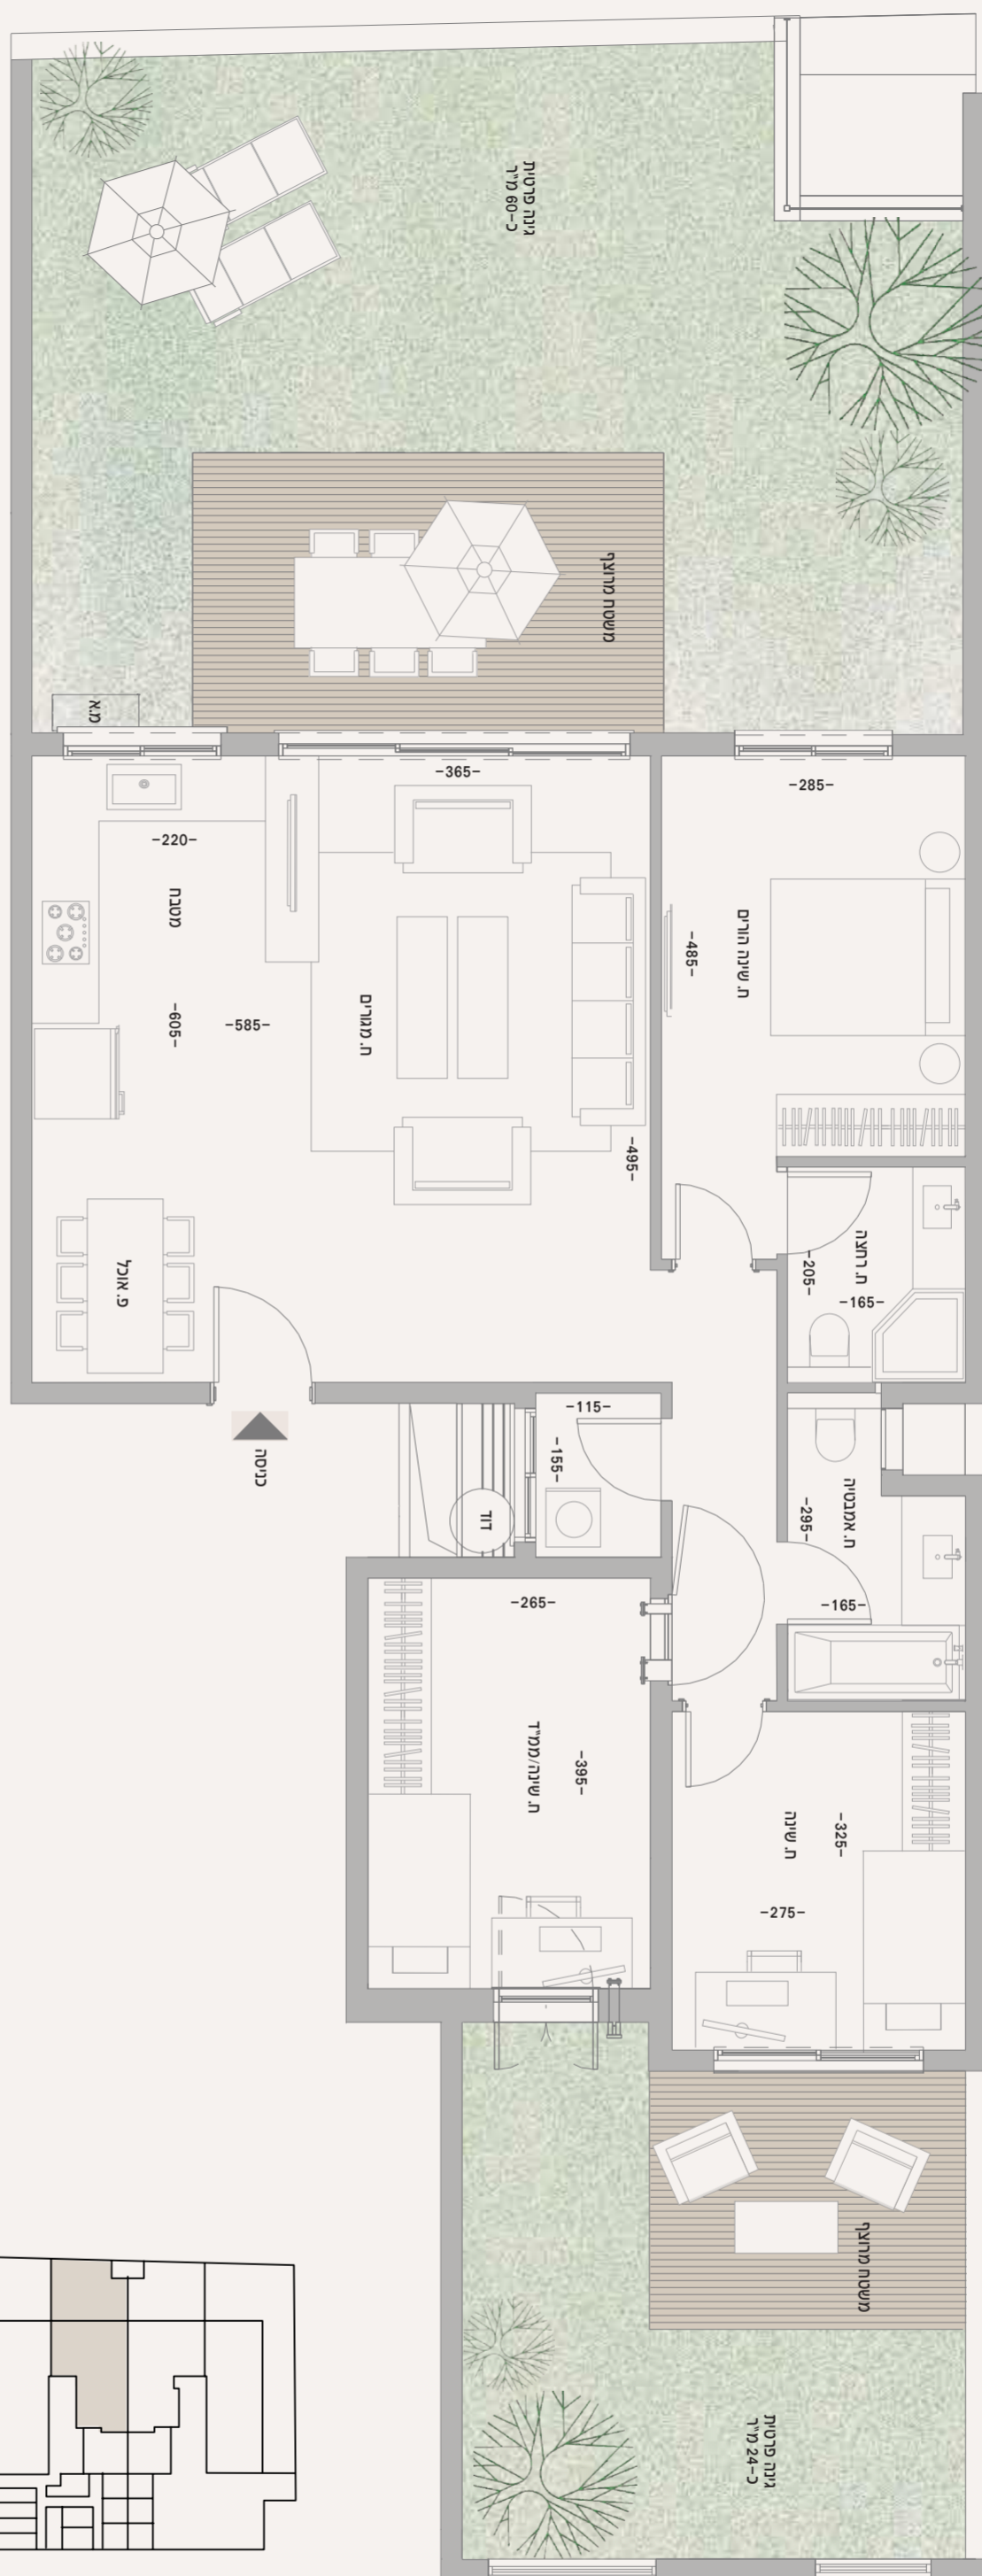 גינה פרטית
כ-60 מ"ר
משטח מרוצף
מ.א
-365-
-285-
-220-
מטבח
-485-
ח. שינה הורים
-605-
-585-
ח. מגורים
-495-
פ. אוכל
-205-
ח. רחצה
-165-
כניסה
-115-
-155-
דוד
-295-
ח. אמבטיה
-165-
-265-
ח. שינה/ממ"ד
-395-
ח. שינה
-325-
-275-
משטח מרוצף
גינה פרטית
כ-24 מ"ר